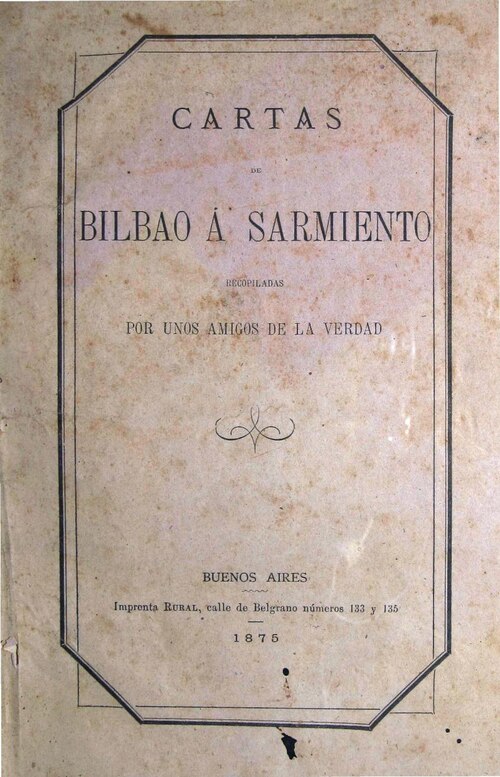 CARTAS
DE
BILBAO Á SARMIENTO
RECOPILADAS
POR UNOS AMIGOS DE LA VERDAD
BUENOS AIRES
Imprenta RURAL, calle de Belgrano números 133 y 135
1875